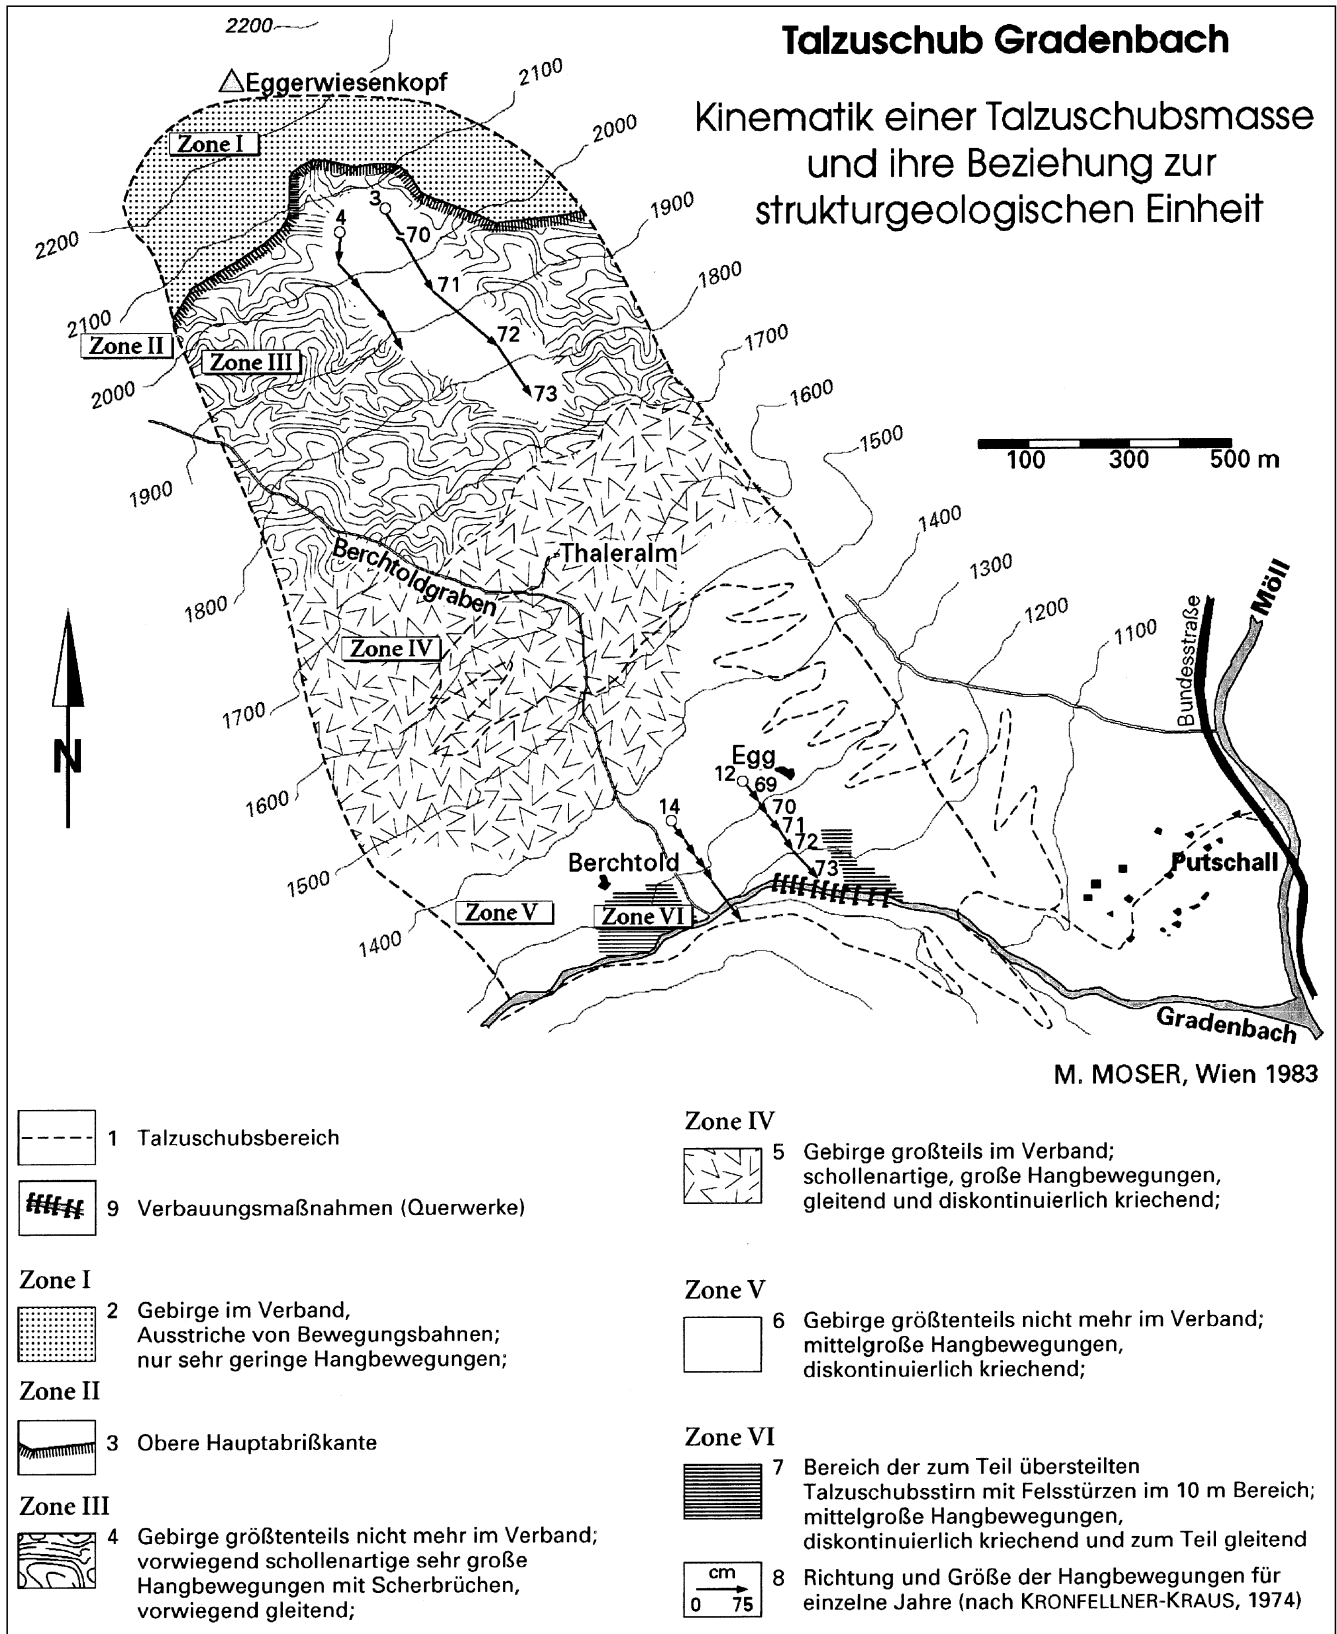 Talzuschub Gradenbach
Kinematik einer Talzuschubsmasse
und ihre Beziehung zur
strukturgeologischen Einheit
2200
Eggerwiesenkopf
2100
2000
1900
1800
1700
1600
1500
1400
1300
1200
1100
Zone I
2200
2100
Zone II
2000
Zone III
1900
1800
1700
1600
1500
1400
3
4
70
71
72
73
100 300 500 m
Berchtoldgraben
Thaleralm
Zone IV
Bundesstraße
Möll
N
Egg
12
69
70
71
72
73
14
Berchtold
Putschall
Zone V
Zone VI
Gradenbach
M. MOSER, Wien 1983
1 Talzuschubsbereich
9 Verbauungsmaßnahmen (Querwerke)
Zone I
2 Gebirge im Verband,
Ausstriche von Bewegungsbahnen;
nur sehr geringe Hangbewegungen;
Zone II
3 Obere Hauptabrißkante
Zone III
4 Gebirge größtenteils nicht mehr im Verband;
vorwiegend schollenartige sehr große
Hangbewegungen mit Scherbrüchen,
vorwiegend gleitend;
Zone IV
5 Gebirge großteils im Verband;
schollenartige, große Hangbewegungen,
gleitend und diskontinuierlich kriechend;
Zone V
6 Gebirge größtenteils nicht mehr im Verband;
mittelgroße Hangbewegungen,
diskontinuierlich kriechend;
Zone VI
7 Bereich der zum Teil übersteilten
Talzuschubsstirn mit Felsstürzen im 10 m Bereich;
mittelgroße Hangbewegungen,
diskontinuierlich kriechend und zum Teil gleitend
cm
0 75
8 Richtung und Größe der Hangbewegungen für
einzelne Jahre (nach KRONFELLNER-KRAUS, 1974)